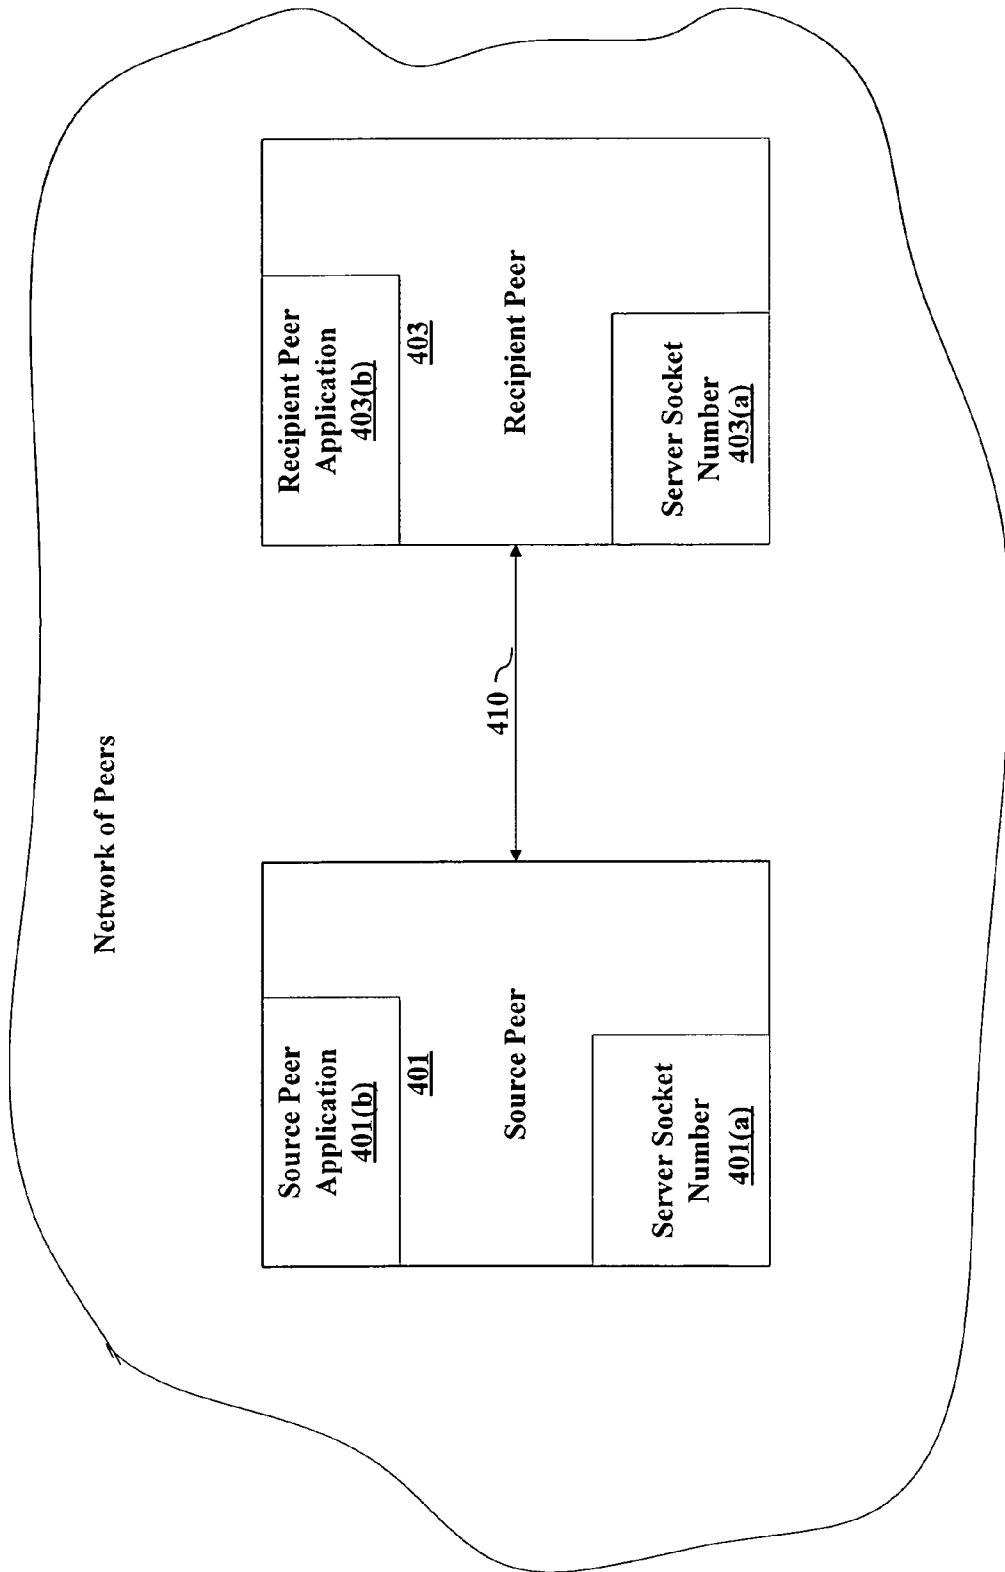 Network of Peers
Source Peer
Application
401(b)
401
Source Peer
Server Socket
Number
401(a)
410
Recipient Peer
Application
403(b)
403
Recipient Peer
Server Socket
Number
403(a)